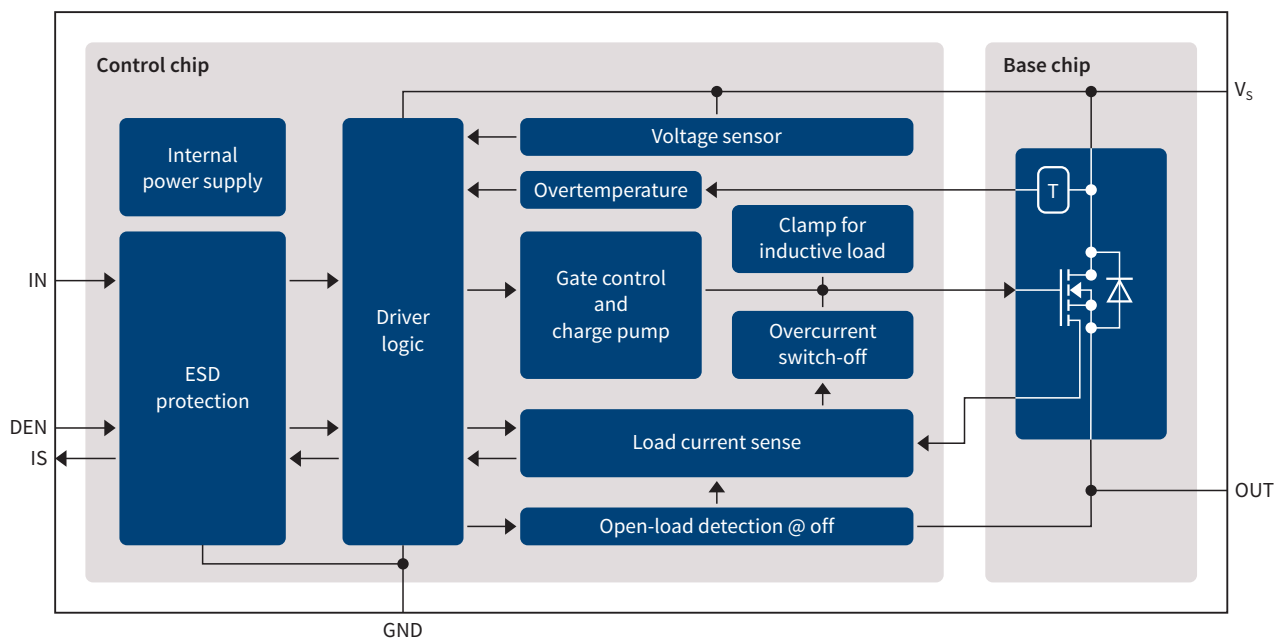 Control chip
Base chip
V_S
Internal
power supply
Voltage sensor
Overtemperature
T
Clamp for
inductive load
IN
Gate control
and
charge pump
Driver
logic
Overcurrent
switch-off
ESD
protection
DEN
IS
Load current sense
OUT
Open-load detection @ off
GND